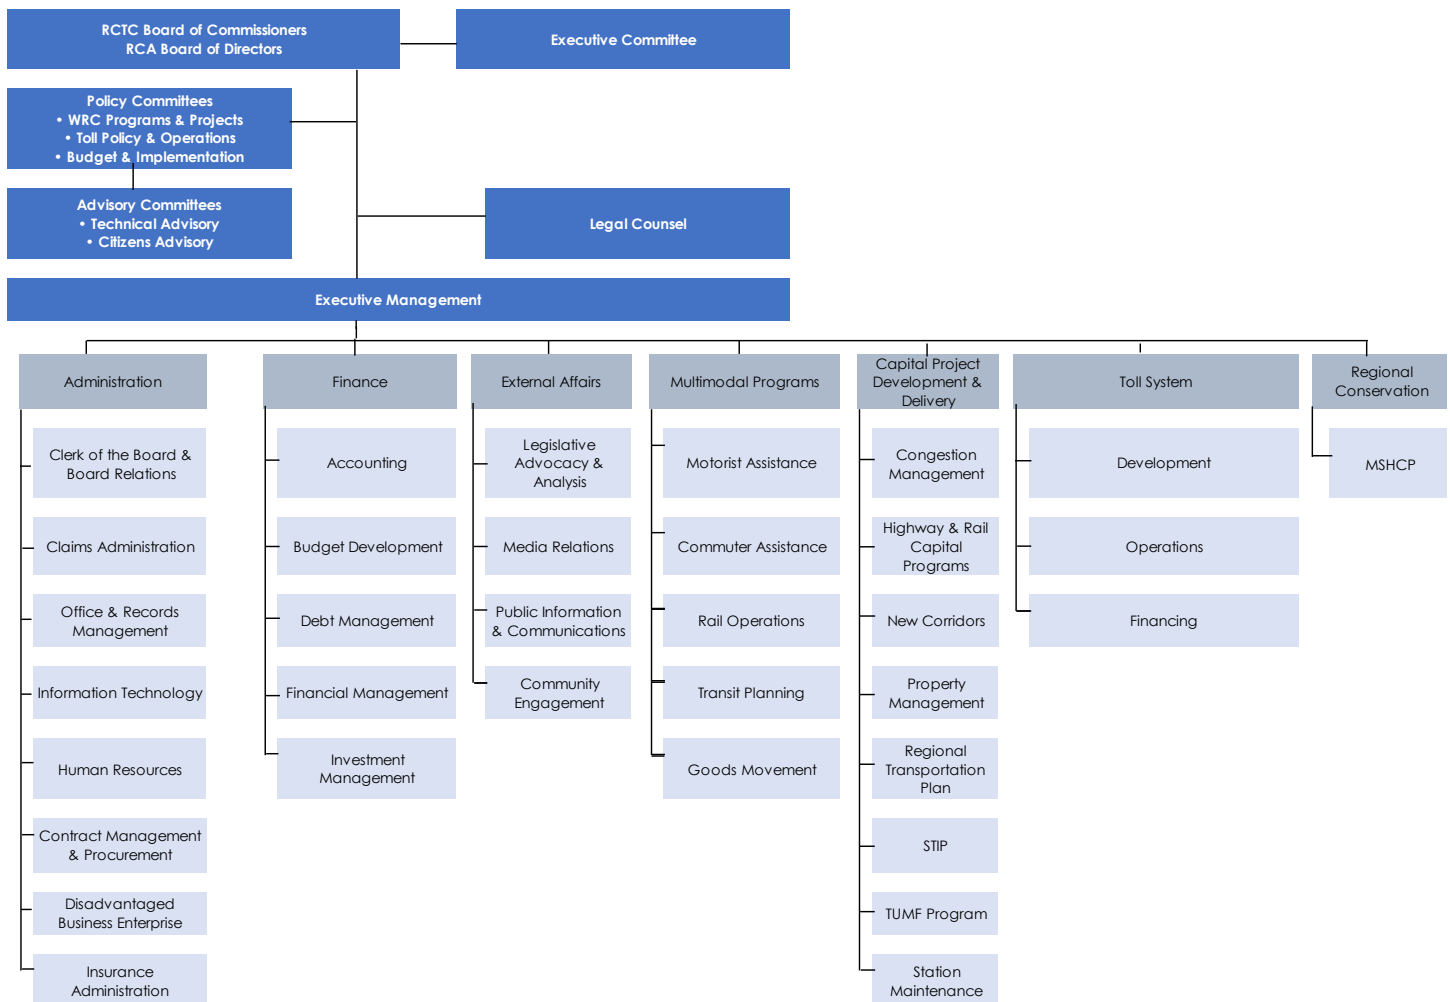 RCTC Board of Commissioners
RCA Board of Directors
Executive Committee
Policy Committees
• WRC Programs & Projects
• Toll Policy & Operations
• Budget & Implementation
Advisory Committees
• Technical Advisory
• Citizens Advisory
Legal Counsel
Executive Management
Administration
Clerk of the Board &
Board Relations
Claims Administration
Office & Records
Management
Information Technology
Human Resources
Contract Management
& Procurement
Disadvantaged
Business Enterprise
Insurance
Administration
Finance
Accounting
Budget Development
Debt Management
Financial Management
Investment
Management
External Affairs
Legislative
Advocacy &
Analysis
Media Relations
Public Information
& Communications
Community
Engagement
Multimodal Programs
Motorist Assistance
Commuter Assistance
Rail Operations
Transit Planning
Goods Movement
Capital Project
Development &
Delivery
Congestion
Management
Highway & Rail
Capital
Programs
New Corridors
Property
Management
Regional
Transportation
Plan
STIP
TUMF Program
Station
Maintenance
Toll System
Development
Operations
Financing
Regional
Conservation
MSHCP